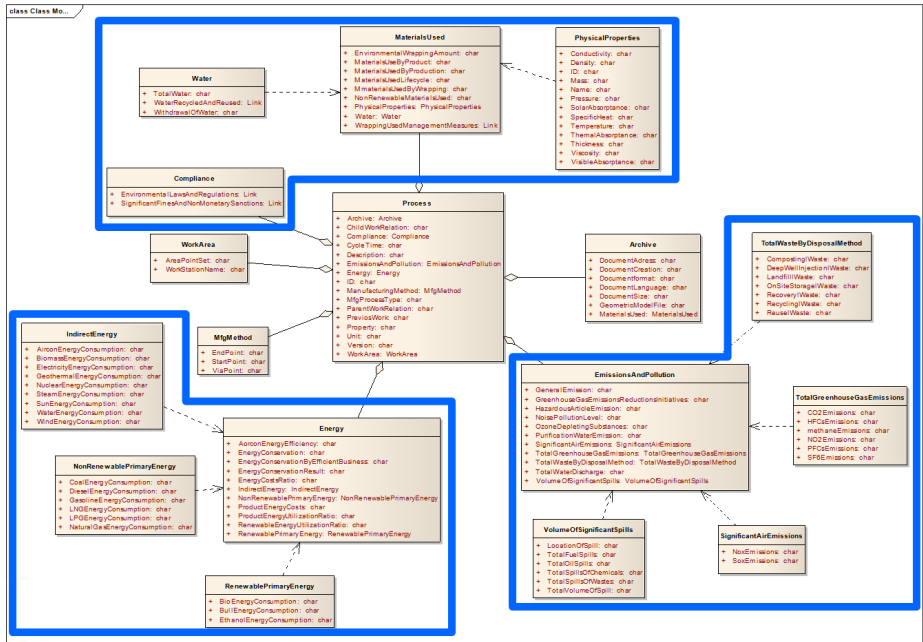 class Class Mo...
MaterialsUsed
+ EnvironmentalWrappingAmount: char
+ MaterialsUseByProduct: char
+ MaterialsUsedByProduction: char
+ MaterialsUsedLifecycle: char
+ MmaterialsUsedByWrapping: char
+ NonRenewableMaterialsUsed: char
+ PhysicalProperties: PhysicalProperties
+ Water: Water
+ WrappingUsedManagementMeasures: Link
PhysicalProperties
+ Conductivity: char
+ Density: char
+ ID: char
+ Mass: char
+ Name: char
+ Pressure: char
+ SolarAbsorptance: char
+ SpecificHeat: char
+ Temperature: char
+ ThemalAbsorptance: char
+ Thickness: char
+ Viscosity: char
+ VisibleAbsorptance: char
Water
+ TotalWater: char
+ WaterRecycledAndReused: Link
+ WithdrawalOfWater: char
Compliance
+ EnvironmentalLawsAndRegulations: Link
+ SignificantFinesAndNonMonetarySanctions: Link
Process
+ Archive: Archive
+ ChildWorkRelation: char
+ Compliance: Compliance
+ CycleTime: char
+ Description: char
+ EmissionsAndPollution: EmissionsAndPollution
+ Energy: Energy
+ ID: char
+ ManufacturingMethod: MfgMethod
+ MfgProcessType: char
+ ParentWorkRelation: char
+ PreviosWork: char
+ Property: char
+ Unit: char
+ Version: char
+ WorkArea: WorkArea
WorkArea
+ AreaPointSet: char
+ WorkStationName: char
Archive
+ DocumentAdress: char
+ DocumentCreation: char
+ Documentformat: char
+ DocumentLanguage: char
+ DocumentSize: char
+ GeometricModelFile: char
+ MaterialsUsed: MaterialsUsed
TotalWasteByDisposalMethod
+ CompostinglWaste: char
+ DeepWellInjectionlWaste: char
+ LandfilllWaste: char
+ OnSiteStoragelWaste: char
+ RecoverylWaste: char
+ RecyclinglWaste: char
+ ReuselWaste: char
MfgMethod
+ EndPoint: char
+ StartPoint: char
+ ViaPoint: char
IndirectEnergy
+ AirconEnergyConsumption: char
+ BiomassEnergyConsumption: char
+ ElectricityEnergyConsumption: char
+ GeothermalEnergyConsumption: char
+ NuclearEnergyConsumption: char
+ SteamEnergyConsumption: char
+ SunEnergyConsumption: char
+ WaterEnergyConsumption: char
+ WindEnergyConsumption: char
EmissionsAndPollution
+ GeneralEmission: char
+ GreenhouseGasEmissionsReductionsInitiatives: char
+ HazardousArticleEmission: char
+ NoisePollutionLevel: char
+ OzoneDepletingSubstances: char
+ PurificationWaterEmission: char
+ SignificantAirEmissions: SignificantAirEmissions
+ TotalGreenhouseGasEmissions: TotalGreenhouseGasEmissions
+ TotalWasteByDisposalMethod: TotalWasteByDisposalMethod
+ TotalWaterDischarge: char
+ VolumeOfSignificantSpills: VolumeOfSignificantSpills
TotalGreenhouseGasEmissions
+ CO2Emissions: char
+ HFCsEmissions: char
+ methaneEmissions: char
+ NO2Emissions: char
+ PFCsEmissions: char
+ SF6Emissions: char
Energy
+ AorconEnergyEfficiency: char
+ EnergyConservation: char
+ EnergyConservationByEfficientBusiness: char
+ EnergyConservationResult: char
+ EnergyCostsRatio: char
+ IndirectEnergy: IndirectEnergy
+ NonRenewablePrimaryEnergy: NonRenewablePrimaryEnergy
+ ProductEnergyCosts: char
+ ProductEnergyUtilizationRatio: char
+ RenewableEnergyUtilizationRatio: char
+ RenewablePrimaryEnergy: RenewablePrimaryEnergy
NonRenewablePrimaryEnergy
+ CoalEnergyConsumption: char
+ DieselEnergyConsumption: char
+ GasolineEnergyConsumption: char
+ LNGEnergyConsumption: char
+ LPGEnergyConsumption: char
+ NaturalGasEnergyConsumption: char
VolumeOfSignificantSpills
+ LocationOfSpill: char
+ TotalFuelSpills: char
+ TotalOilSpills: char
+ TotalSpillsOfChemicals: char
+ TotalSpillsOfWastes: char
+ TotalVolumeOfSpill: char
SignificantAirEmissions
+ NoxEmissions: char
+ SoxEmissions: char
RenewablePrimaryEnergy
+ BioEnergyConsumption: char
+ BullEnergyConsumption: char
+ EthanolEnergyConsumption: char